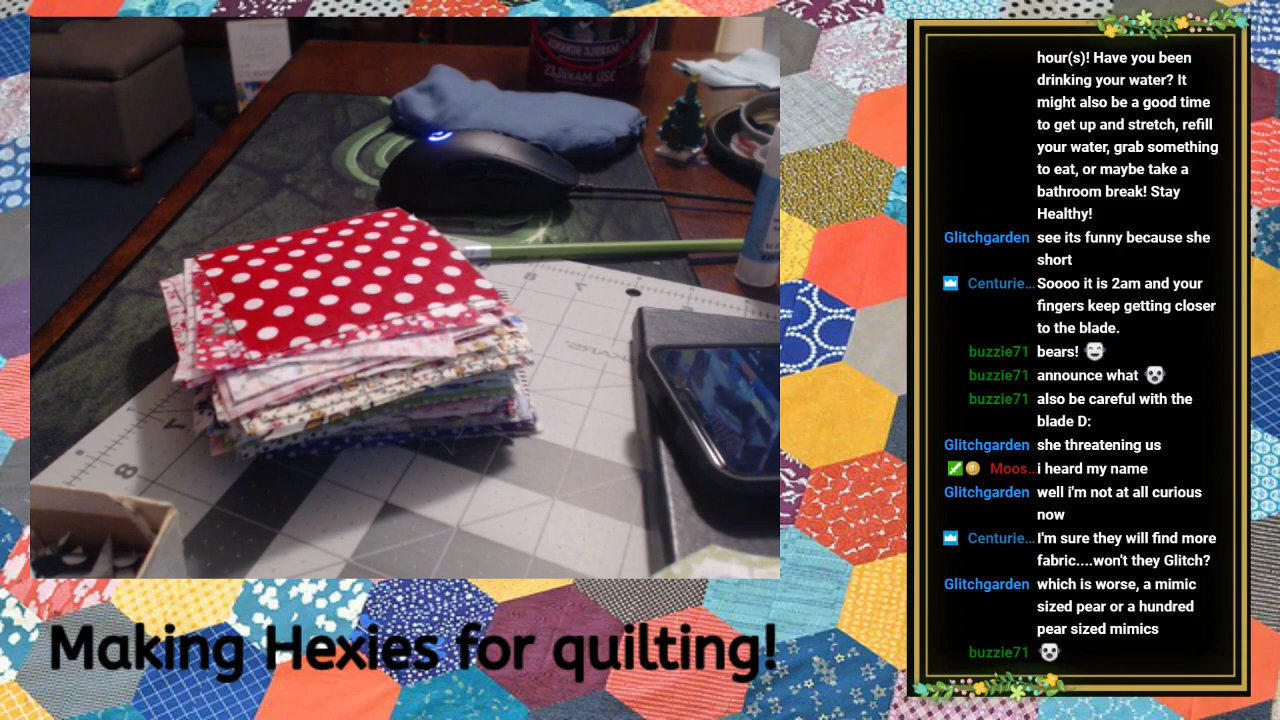 hour(s)! Have you been
drinking your water? It
might also be a good time
to get up and stretch, refill
your water, grab something
to eat, or maybe take a
bathroom break! Stay
Healthy!
Glitchgarden see its funny because she
short
Centurie... Soooo it is 2am and your
fingers keep getting closer
to the blade.
buzzie71 bears!
buzzie71 announce what
buzzie71 also be careful with the
blade D:
Glitchgarden she threatening us
Moos... i heard my name
Glitchgarden well i'm not at all curious
now
Centurie... I'm sure they will find more
fabric....won't they Glitch?
Glitchgarden which is worse, a mimic
sized pear or a hundred
pear sized mimics
buzzie71
Making Hexies for quilting!